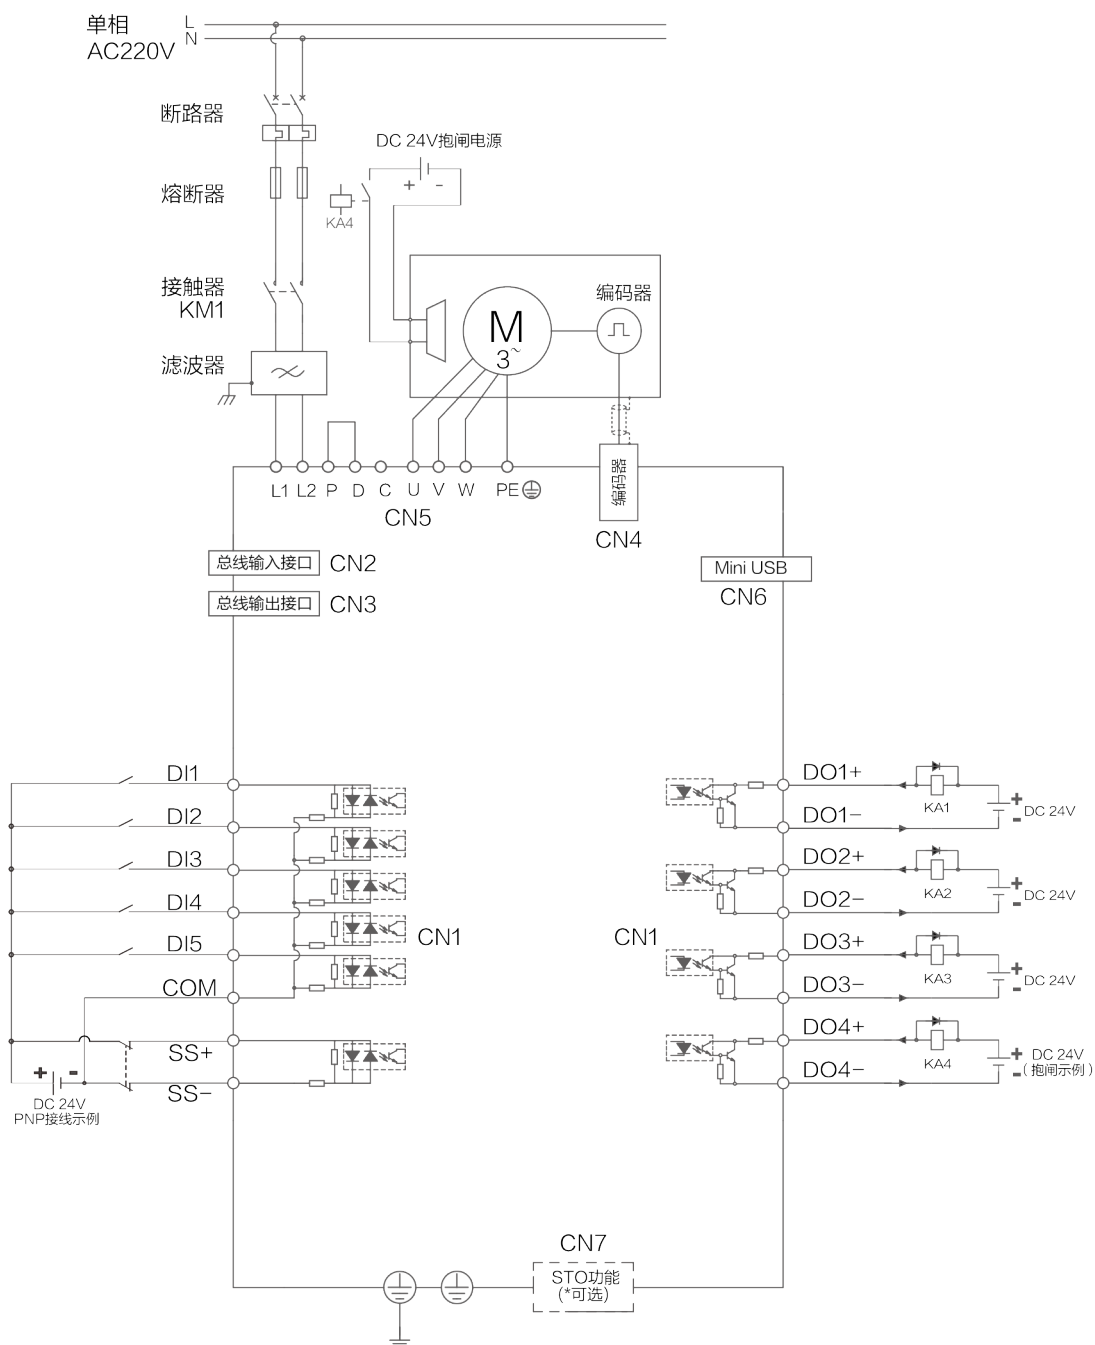 单相
AC220V
L
N
断路器
DC 24V抱闸电源
+ −
熔断器
KA4
接触器
KM1
编码器
M
3~
滤波器
L1 L2 P D C U V W PE
编码器
CN5
CN4
总线输入接口 CN2
Mini USB
总线输出接口 CN3
CN6
DI1
DI2
DI3
DI4
DI5
COM
SS+
SS−
+ −
DC 24V
PNP接线示例
CN1
CN1
DO1+
DO1−
KA1
+
−
DC 24V
DO2+
DO2−
KA2
+
−
DC 24V
DO3+
DO3−
KA3
+
−
DC 24V
DO4+
DO4−
KA4
+
−
DC 24V
（抱闸示例）
CN7
STO功能
(*可选)